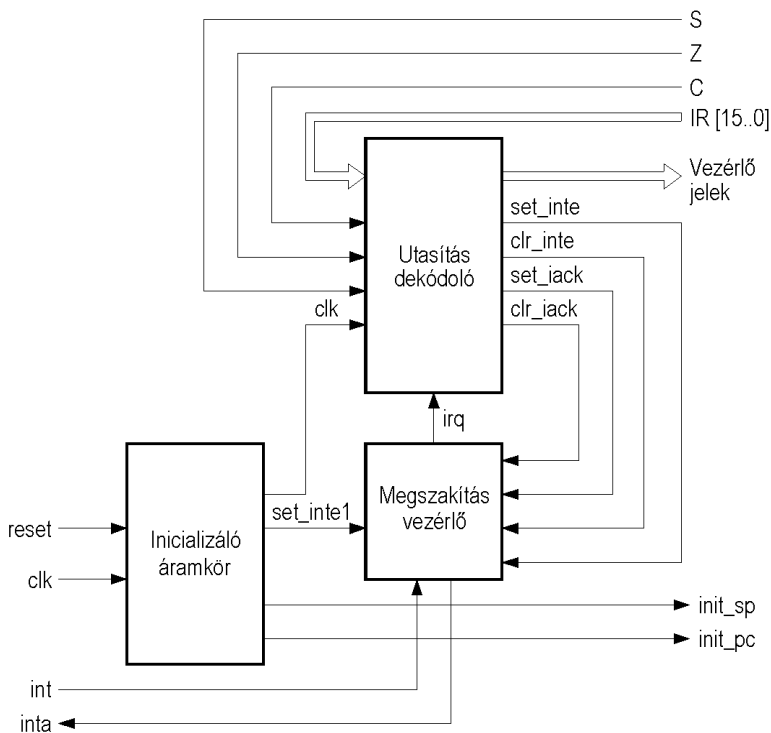 S
Z
C
IR [15..0]
Vezérlő
jelek
set_inte
clr_inte
set_iack
clr_iack
Utasítás
dekódoló
clk
irq
Megszakítás
vezérlő
set_inte1
reset
Inicializáló
áramkör
clk
init_sp
init_pc
int
inta